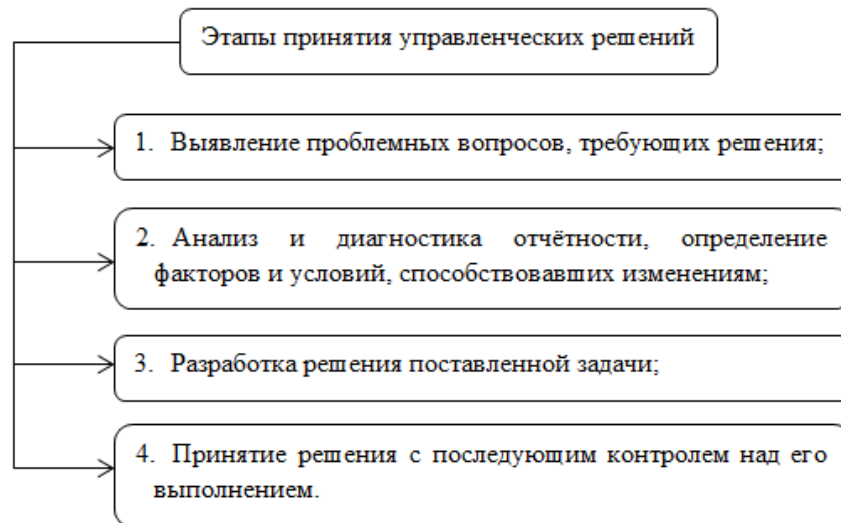 Этапы принятия управленческих решений
1. Выявление проблемных вопросов, требующих решения;
2. Анализ и диагностика отчётности, определение
факторов и условий, способствовавших изменениям;
3. Разработка решения поставленной задачи;
4. Принятие решения с последующим контролем над его
выполнением.